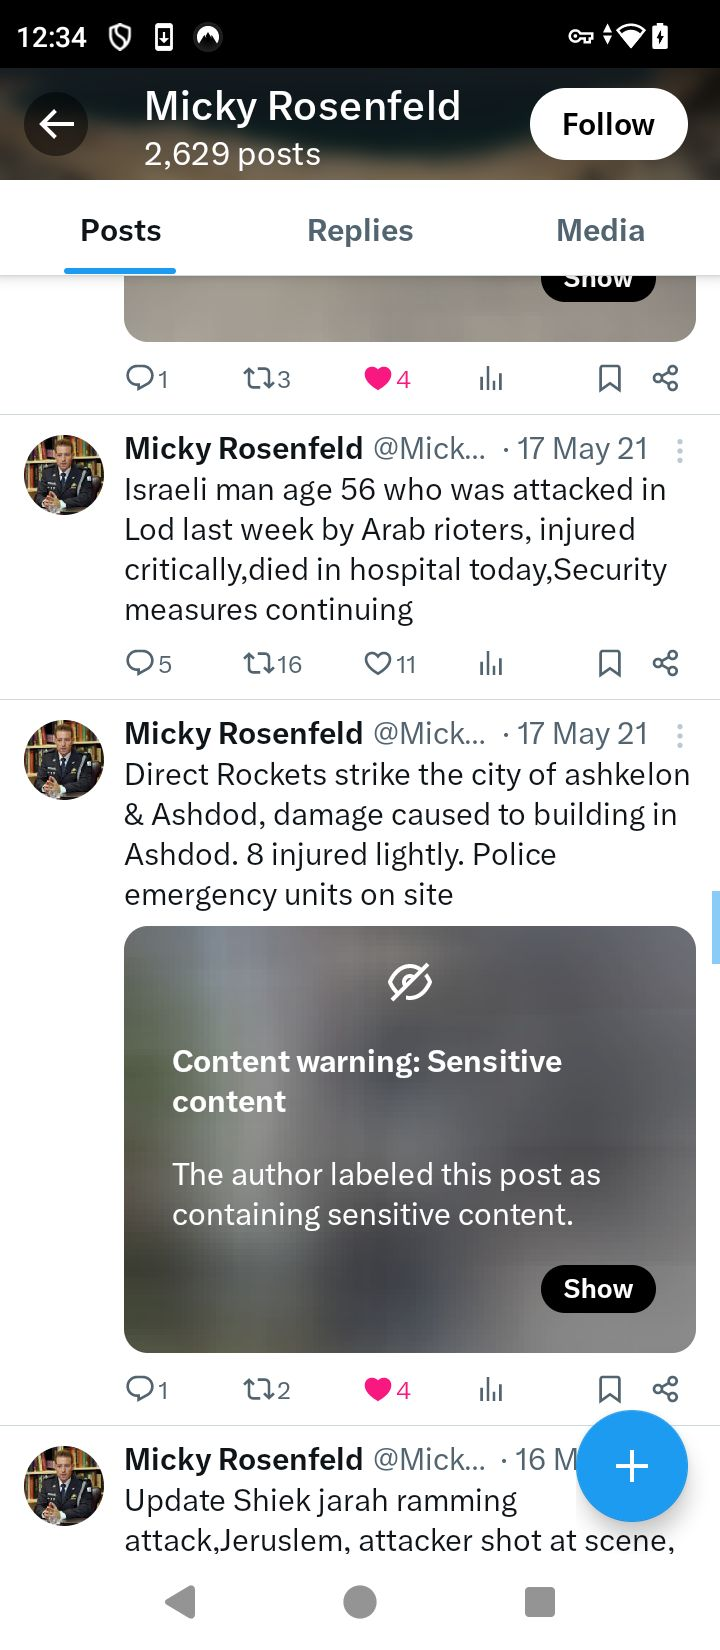 12:34
Micky Rosenfeld
2,629 posts
Follow
Posts
Replies
Media
Show
1
3
4
Micky Rosenfeld @Mick... · 17 May 21
Israeli man age 56 who was attacked in
Lod last week by Arab rioters, injured
critically,died in hospital today,Security
measures continuing
5
16
11
Micky Rosenfeld @Mick... · 17 May 21
Direct Rockets strike the city of ashkelon
& Ashdod, damage caused to building in
Ashdod. 8 injured lightly. Police
emergency units on site
Content warning: Sensitive
content
The author labeled this post as
containing sensitive content.
Show
1
2
4
Micky Rosenfeld @Mick... · 16 M
Update Shiek jarah ramming
attack,Jeruslem, attacker shot at scene,